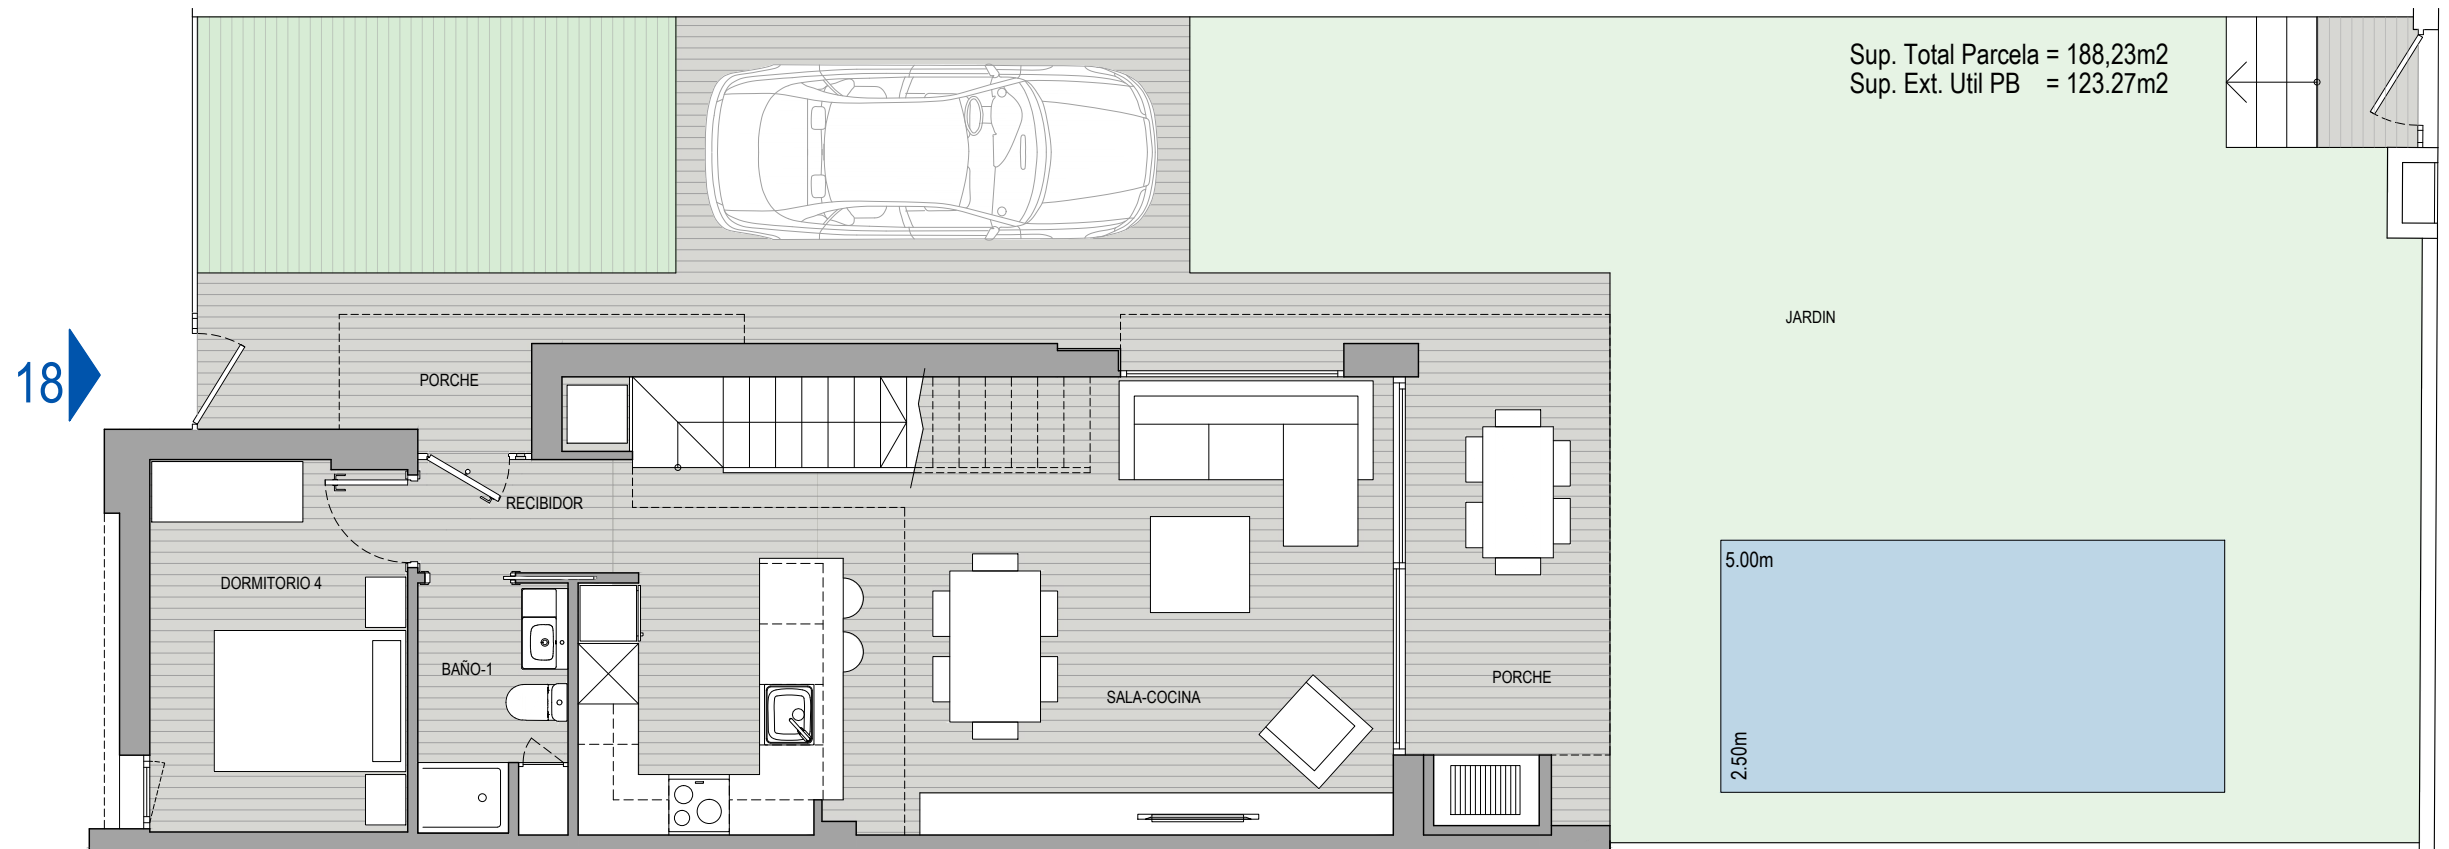 Sup. Total Parcela = 188,23m2
Sup. Ext. Util PB = 123.27m2
JARDIN
18
PORCHE
RECIBIDOR
5.00m
DORMITORIO 4
BAÑO-1
PORCHE
SALA-COCINA
2.50m